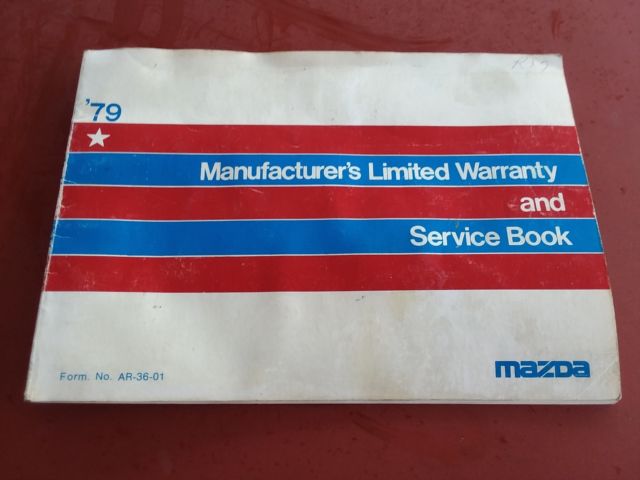 '79
Manufacturer's Limited Warranty
and
Service Book
Form. No. AR-36-01
mazda